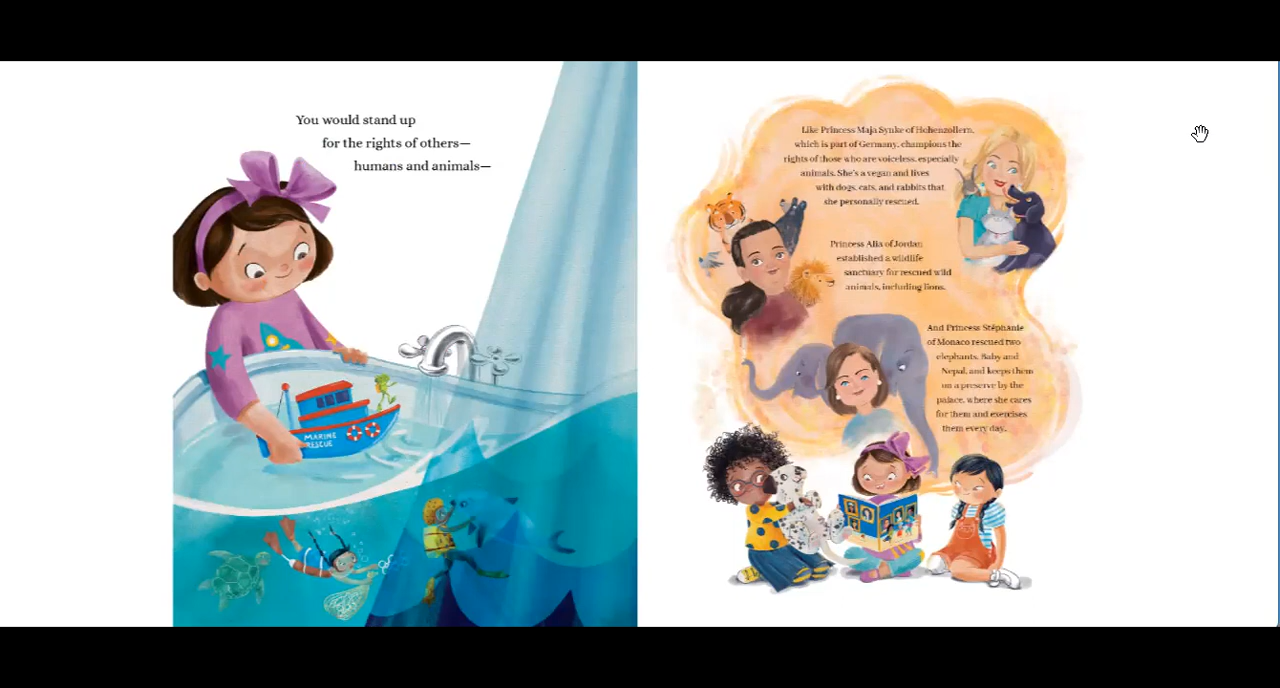 You would stand up
for the rights of others—
humans and animals—
MARINE
RESCUE
Like Princess Maja Synke of Hohenzollern,
which is part of Germany, champions the
rights of those who are voiceless, especially
animals. She's a vegan and lives
with dogs, cats, and rabbits that
she personally rescued.
Princess Alia of Jordan
established a wildlife
sanctuary for rescued wild
animals, including lions.
And Princess Stéphanie
of Monaco rescued two
elephants, Baby and
Nepal, and keeps them
on a preserve by the
palace, where she cares
for them and exercises
them every day.